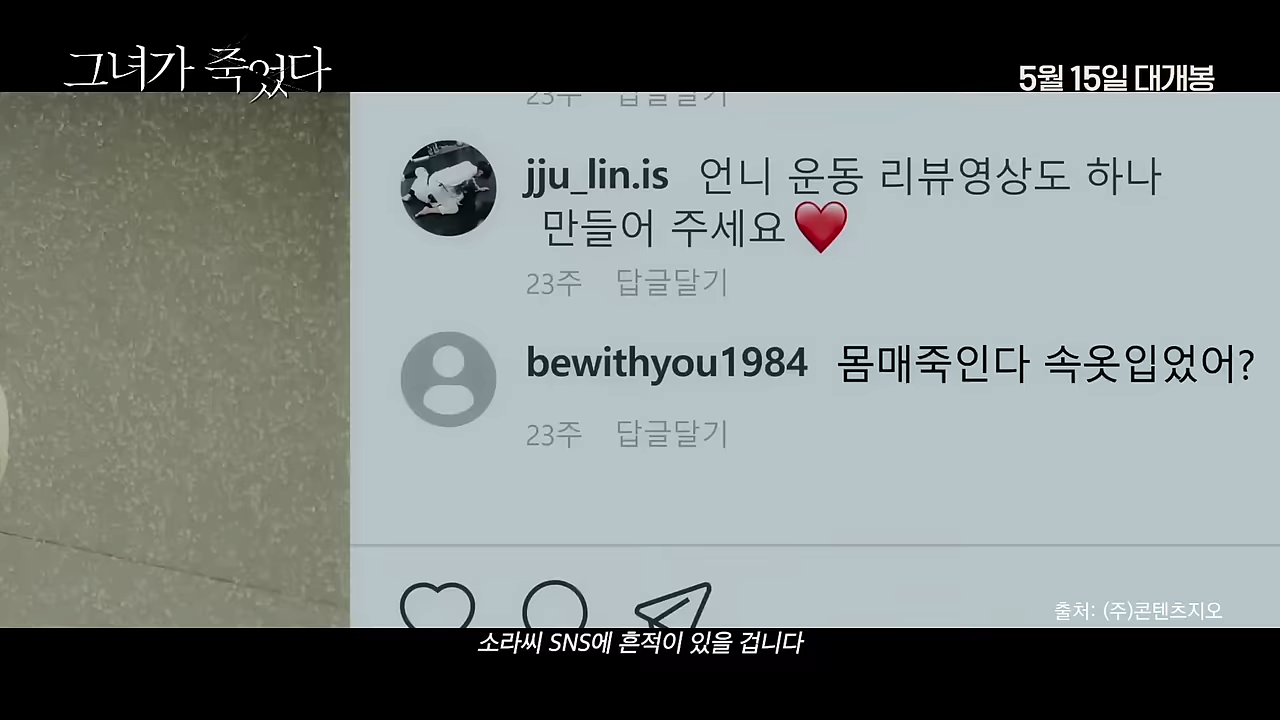 그녀가 죽었다
5월 15일 대개봉
23주 답글달기
jju_lin.is 언니 운동 리뷰영상도 하나
만들어 주세요
23주 답글달기
bewithyou1984 몸매죽인다 속옷입었어?
23주 답글달기
출처: (주)콘텐츠지오
소라씨 SNS에 흔적이 있을 겁니다